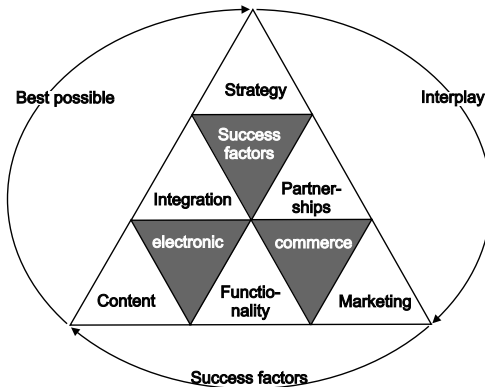 Strategy
Best possible
Interplay
Success
factors
Integration
Partner-
ships
electronic
commerce
Content
Functio-
nality
Marketing
Success factors